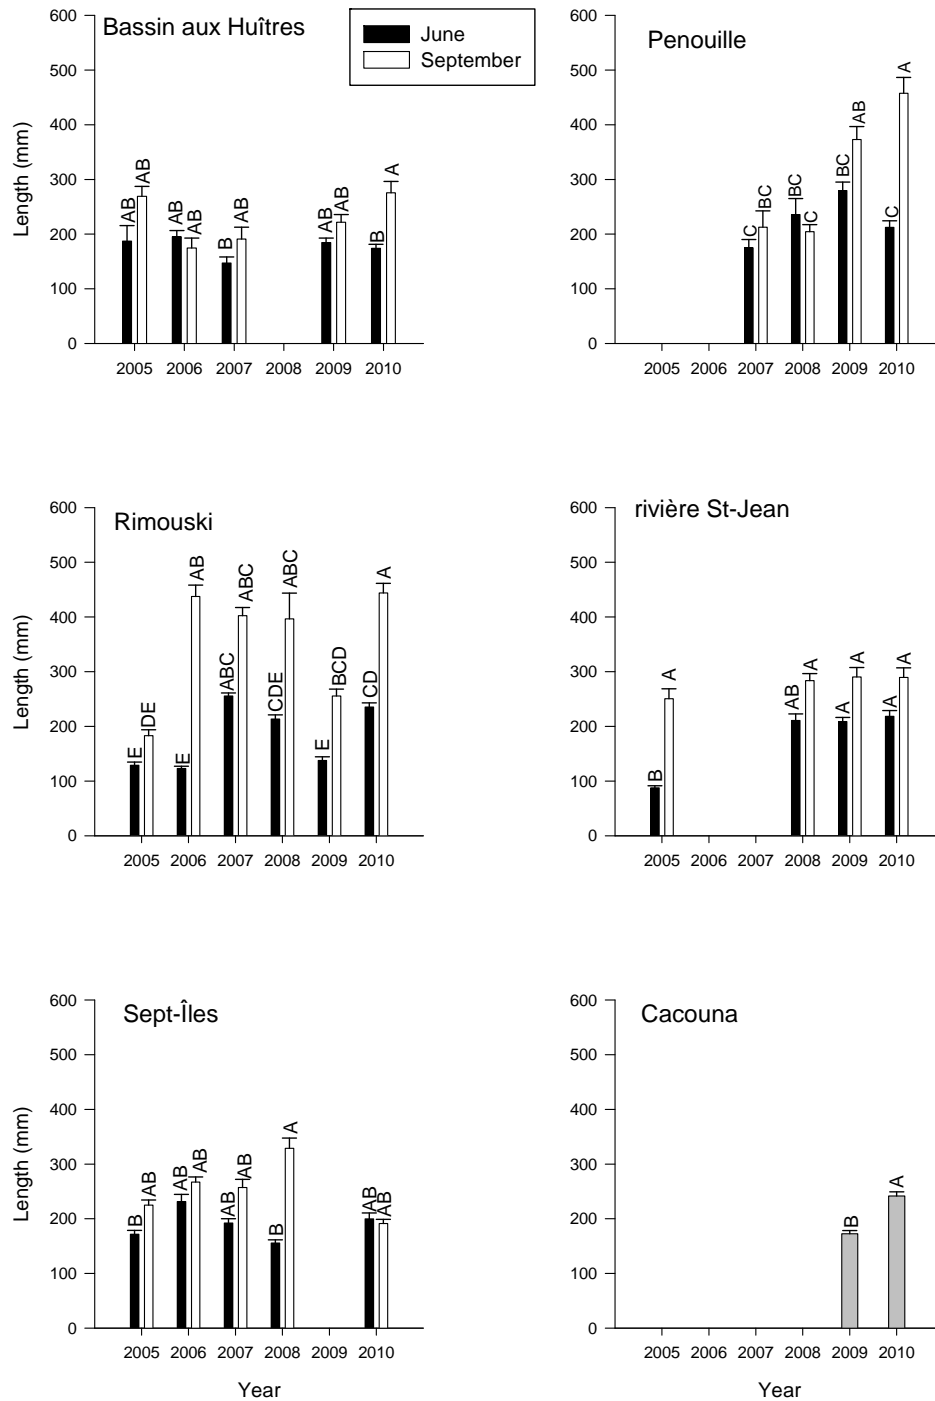 Bassin aux Huîtres
June
September
Length (mm)
600
500
400
300
200
100
0
AB AB AB AB B AB AB AB B A
2005 2006 2007 2008 2009 2010
Penouille
600
500
400
300
200
100
0
C BC BC C BC AB C A
2005 2006 2007 2008 2009 2010
Rimouski
Length (mm)
600
500
400
300
200
100
0
E DE E AB ABC ABC CDE ABC E BCD CD A
2005 2006 2007 2008 2009 2010
rivière St-Jean
600
500
400
300
200
100
0
B A AB A A A A A
2005 2006 2007 2008 2009 2010
Sept-Îles
Length (mm)
600
500
400
300
200
100
0
B AB AB AB AB AB B A AB AB
2005 2006 2007 2008 2009 2010
Year
Cacouna
600
500
400
300
200
100
0
B A
2005 2006 2007 2008 2009 2010
Year